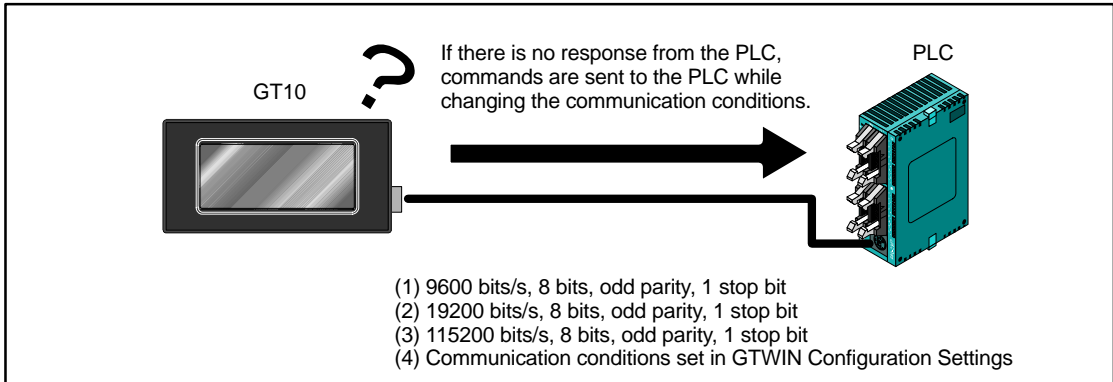 If there is no response from the PLC,
commands are sent to the PLC while
changing the communication conditions.
PLC
GT10
?
(1) 9600 bits/s, 8 bits, odd parity, 1 stop bit
(2) 19200 bits/s, 8 bits, odd parity, 1 stop bit
(3) 115200 bits/s, 8 bits, odd parity, 1 stop bit
(4) Communication conditions set in GTWIN Configuration Settings